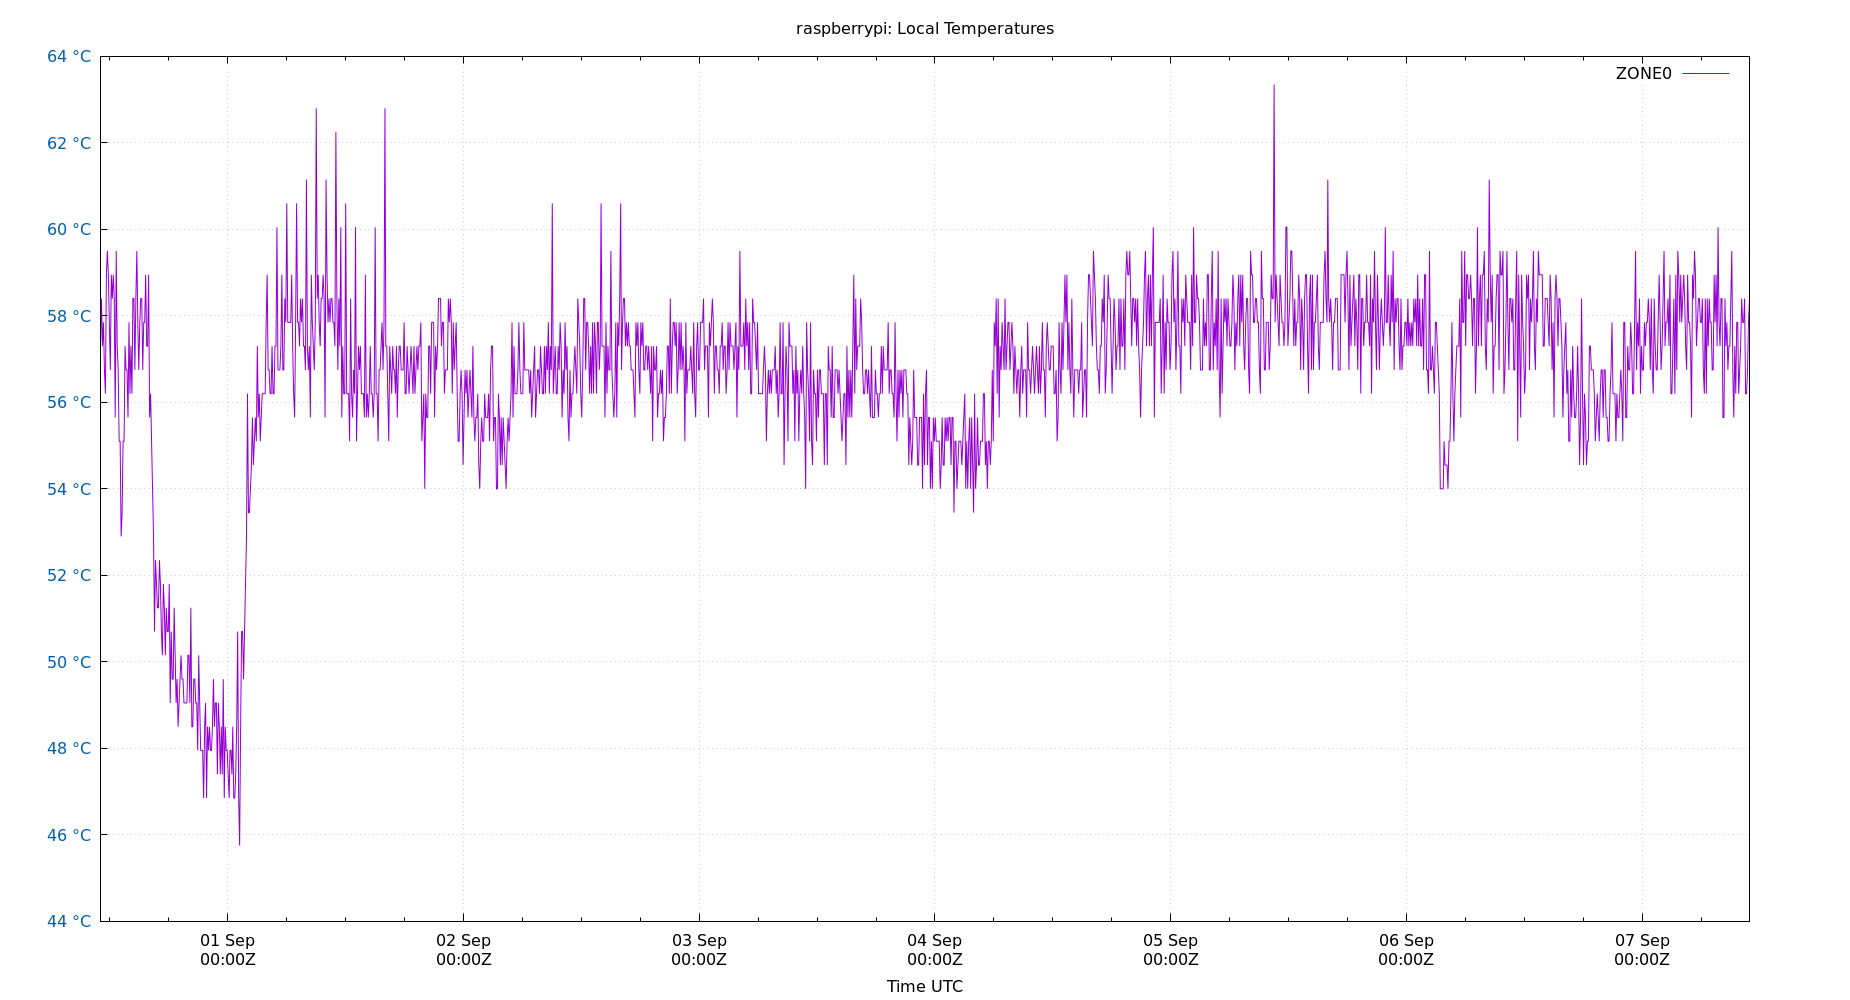 raspberrypi: Local Temperatures
64 °C
ZONE0
62 °C
60 °C
58 °C
56 °C
54 °C
52 °C
50 °C
48 °C
46 °C
44 °C
01 Sep 02 Sep 03 Sep 04 Sep 05 Sep 06 Sep 07 Sep
00:00Z 00:00Z 00:00Z 00:00Z 00:00Z 00:00Z 00:00Z
Time UTC